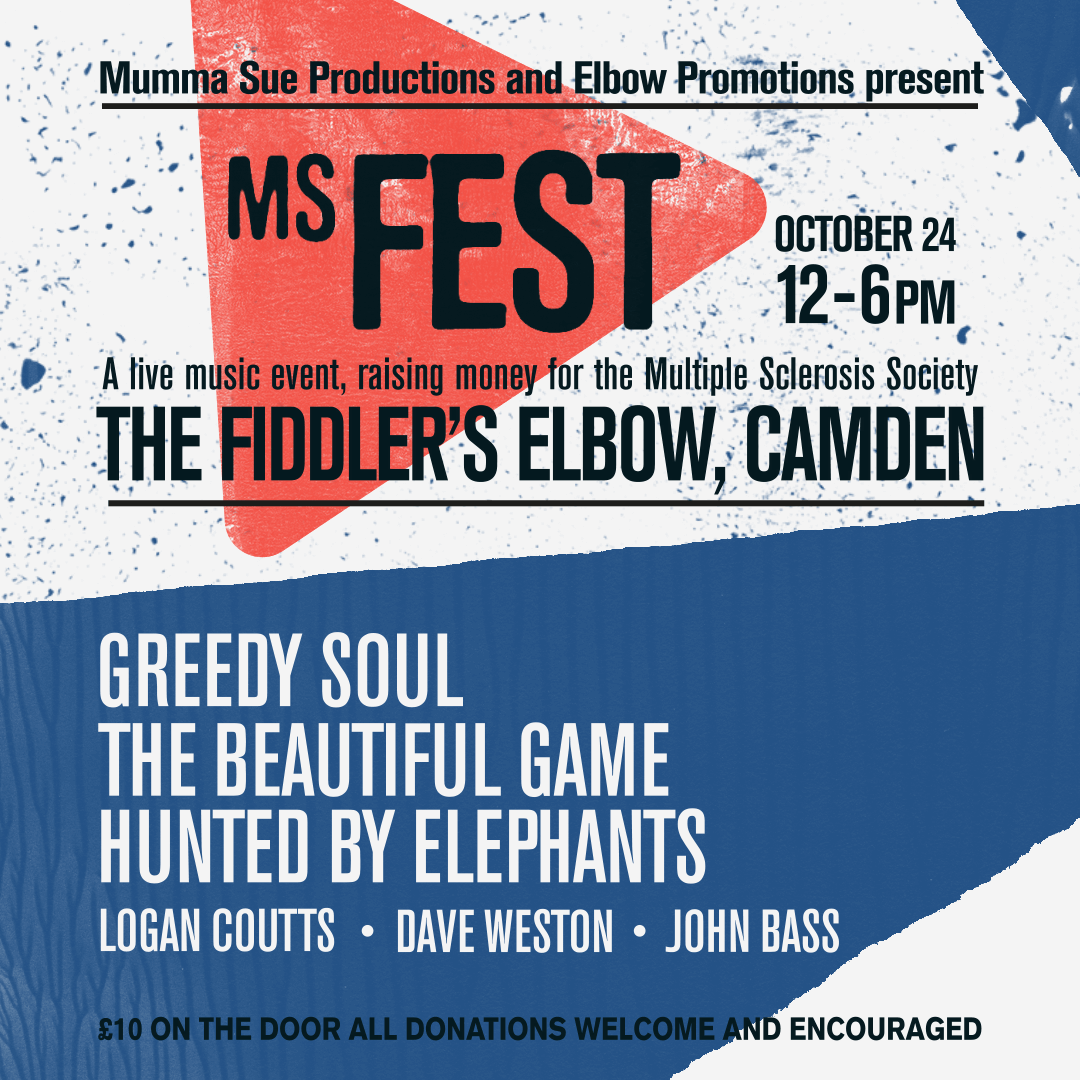 Mumma Sue Productions and Elbow Promotions present
MS FEST
OCTOBER 24
12-6PM
A live music event, raising money for the Multiple Sclerosis Society
THE FIDDLER'S ELBOW, CAMDEN
GREEDY SOUL
THE BEAUTIFUL GAME
HUNTED BY ELEPHANTS
LOGAN COUTTS • DAVE WESTON • JOHN BASS
£10 ON THE DOOR ALL DONATIONS WELCOME AND ENCOURAGED